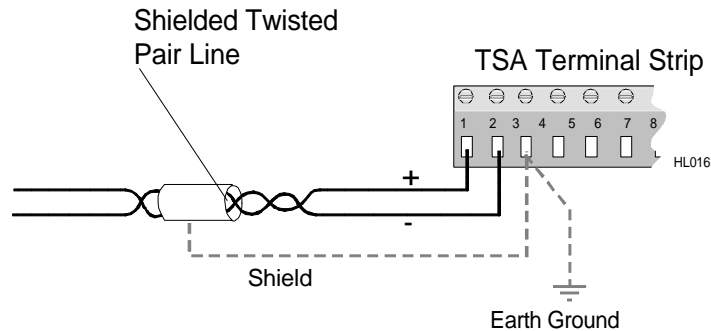 Shielded Twisted
Pair Line
TSA Terminal Strip
1 2 3 4 5 6 7 8
HL016
+
-
Shield
Earth Ground